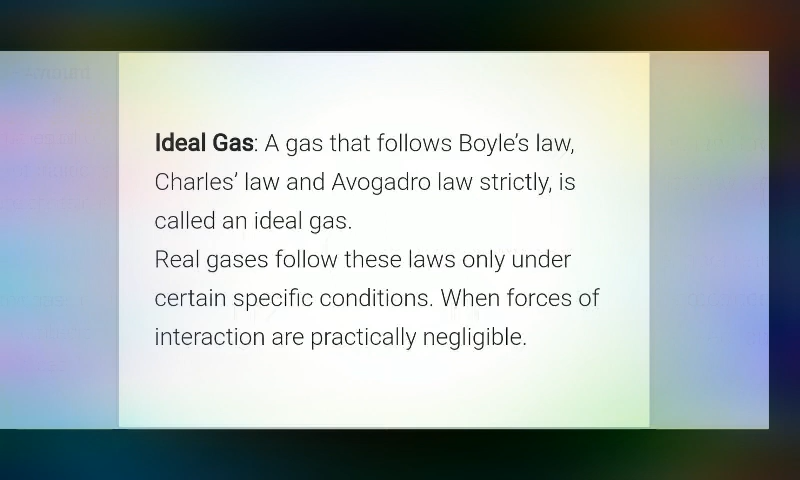 Ideal Gas: A gas that follows Boyle’s law,
Charles’ law and Avogadro law strictly, is
called an ideal gas.
Real gases follow these laws only under
certain specific conditions. When forces of
interaction are practically negligible.